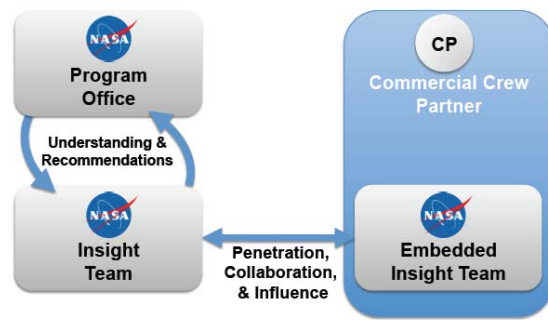 NASA
Program
Office
CP
Commercial Crew
Partner
Understanding &
Recommendations
NASA
Insight
Team
Penetration,
Collaboration,
& Influence
NASA
Embedded
Insight Team